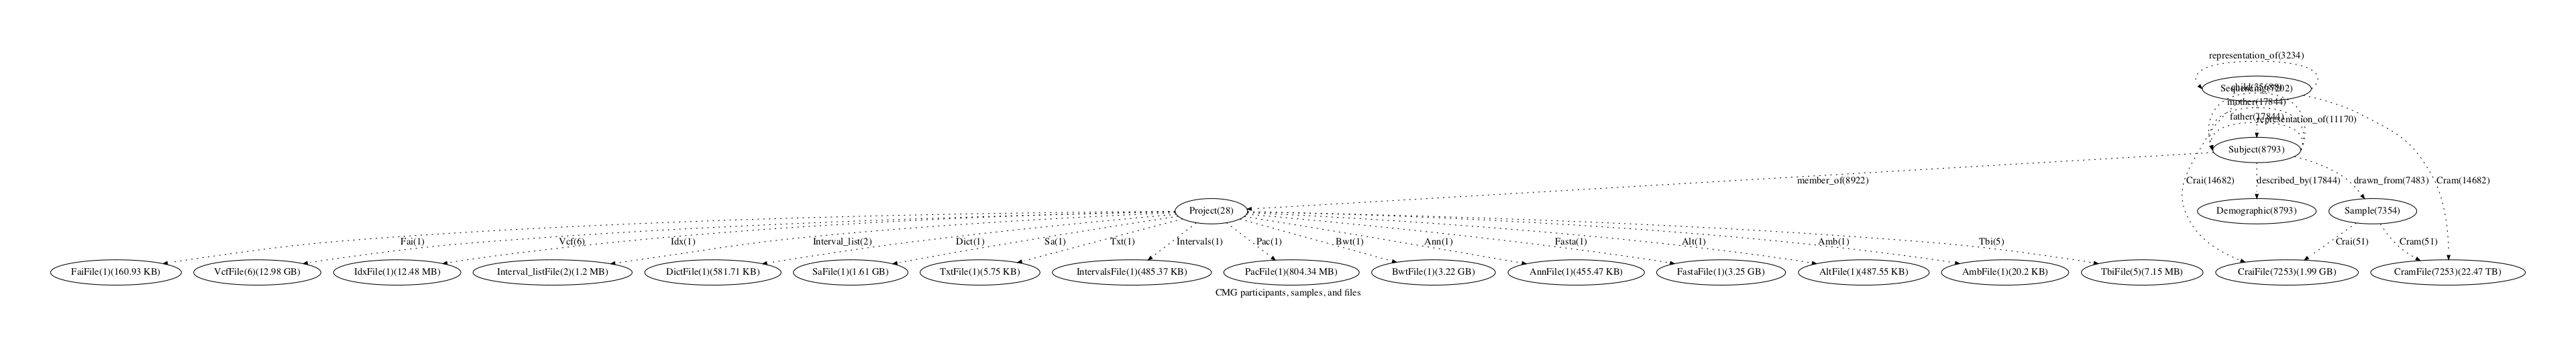 representation_of(3234)
Sequencing(7202)
mother(17844)
father(17844)
representation_of(11170)
Subject(8793)
member_of(8922)
Crai(14682)
described_by(17844)
drawn_from(7483)
Cram(14682)
Project(28)
Demographic(8793)
Sample(7354)
Fai(1)
Vcf(6)
Idx(1)
Interval_list(2)
Dict(1)
Sa(1)
Txt(1)
Intervals(1)
Pac(1)
Bwt(1)
Ann(1)
Fasta(1)
Alt(1)
Amb(1)
Tbi(5)
Crai(51)
Cram(51)
FaiFile(1)(160.93 KB)
VcfFile(6)(12.98 GB)
IdxFile(1)(12.48 MB)
Interval_listFile(2)(1.2 MB)
DictFile(1)(581.71 KB)
SaFile(1)(1.61 GB)
TxtFile(1)(5.75 KB)
IntervalsFile(1)(485.37 KB)
PacFile(1)(804.34 MB)
BwtFile(1)(3.22 GB)
AnnFile(1)(455.47 KB)
FastaFile(1)(3.25 GB)
AltFile(1)(487.55 KB)
AmbFile(1)(20.2 KB)
TbiFile(5)(7.15 MB)
CraiFile(7253)(1.99 GB)
CramFile(7253)(22.47 TB)
CMG participants, samples, and files